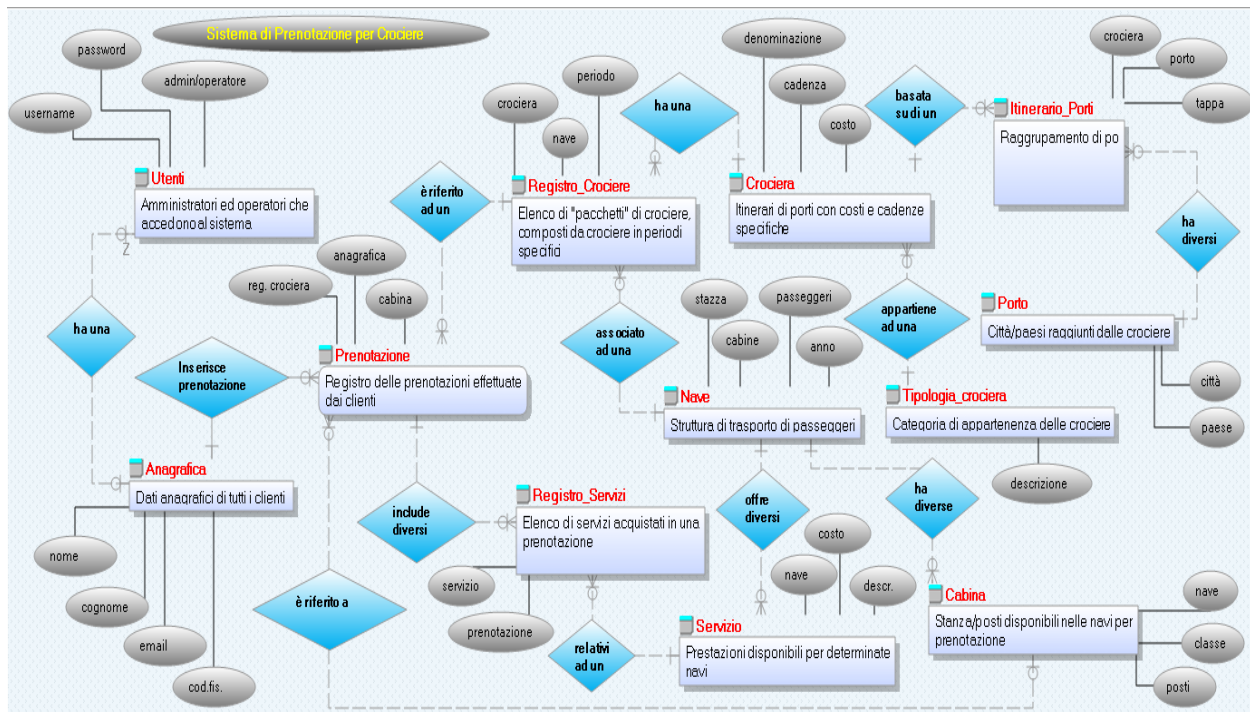 Sistema di Prenotazione per Crociere
password
admin/operatore
username
Utenti
Amministratori ed operatori che
accedono al sistema
Z
ha una
è riferito
ad un
crociera
nave
periodo
Registro_Crociere
Elenco di "pacchetti" di crociere,
composti da crociere in periodi
specifici
ha una
denominazione
cadenza
costo
Crociera
Itinerari di porti con costi e cadenze
specifiche
basata
su di un
crociera
porto
tappa
Itinerario_Porti
Raggrupamento di po
ha
diversi
Porto
Città/paesi raggiunti dalle crociere
città
paese
appartiene
ad una
Tipologia_crociera
Categoria di appartenenza delle crociere
descrizione
associato
ad una
stazza
cabine
passeggeri
anno
Nave
Struttura di trasporto di passeggeri
reg. crociera
anagrafica
cabina
Prenotazione
Registro delle prenotazioni effettuate
dai clienti
Inserisce
prenotazione
Anagrafica
Dati anagrafici di tutti i clienti
nome
cognome
email
cod.fis.
include
diversi
è riferito a
Registro_Servizi
Elenco di servizi acquistati in una
prenotazione
servizio
prenotazione
relativi
ad un
offre
diversi
nave
costo
descr.
Servizio
Prestazioni disponibili per determinate
navi
ha
diverse
Cabina
Stanza/posti disponibili nelle navi per
prenotazione
nave
classe
posti